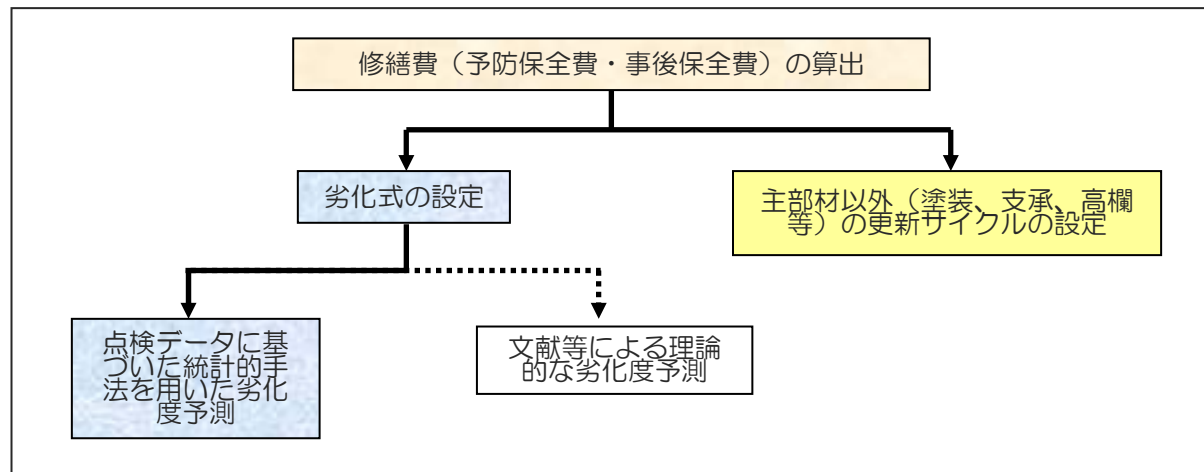 修繕費（予防保全費・事後保全費）の算出
劣化式の設定
主部材以外（塗装、支承、高欄
等）の更新サイクルの設定
点検データに基
づいた統計的手
法を用いた劣化
度予測
文献等による理論
的な劣化度予測